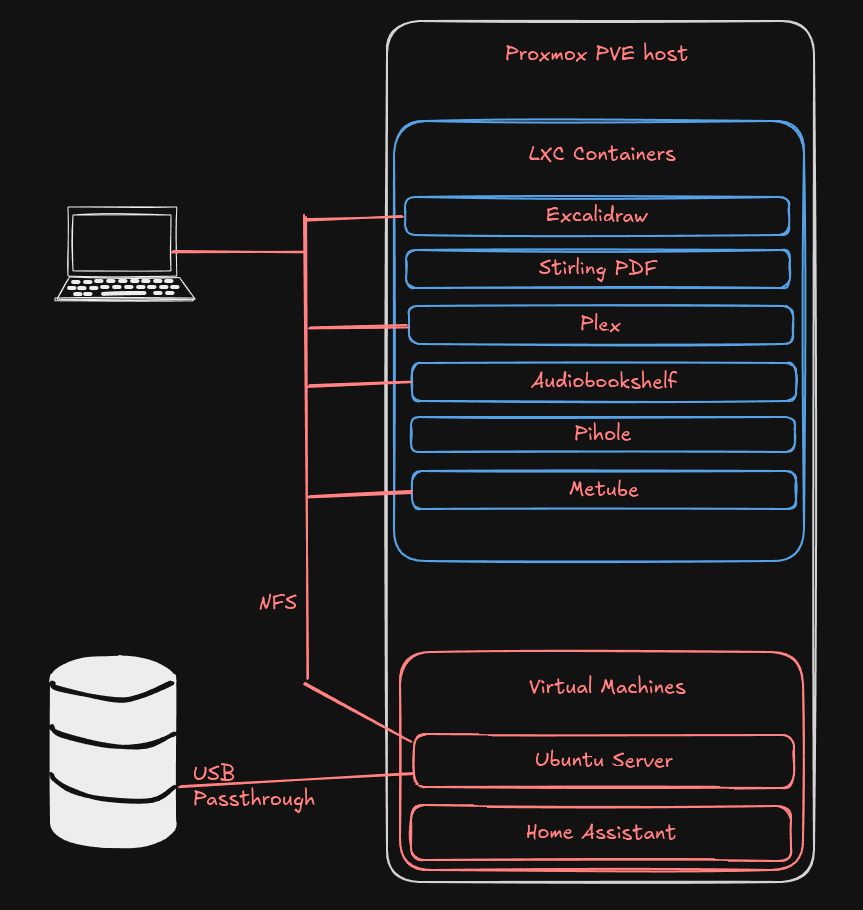 Proxmox PVE host
LXC Containers
Excalidraw
Stirling PDF
Plex
Audiobookshelf
Pihole
Metube
NFS
Virtual Machines
Ubuntu Server
USB
Passthrough
Home Assistant